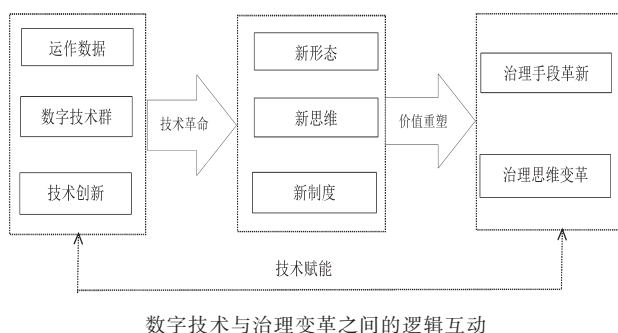 运作数据
数字技术群
技术创新
技术革命
新形态
新思维
新制度
价值重塑
治理手段革新
治理思维变革
技术赋能
数字技术与治理变革之间的逻辑互动